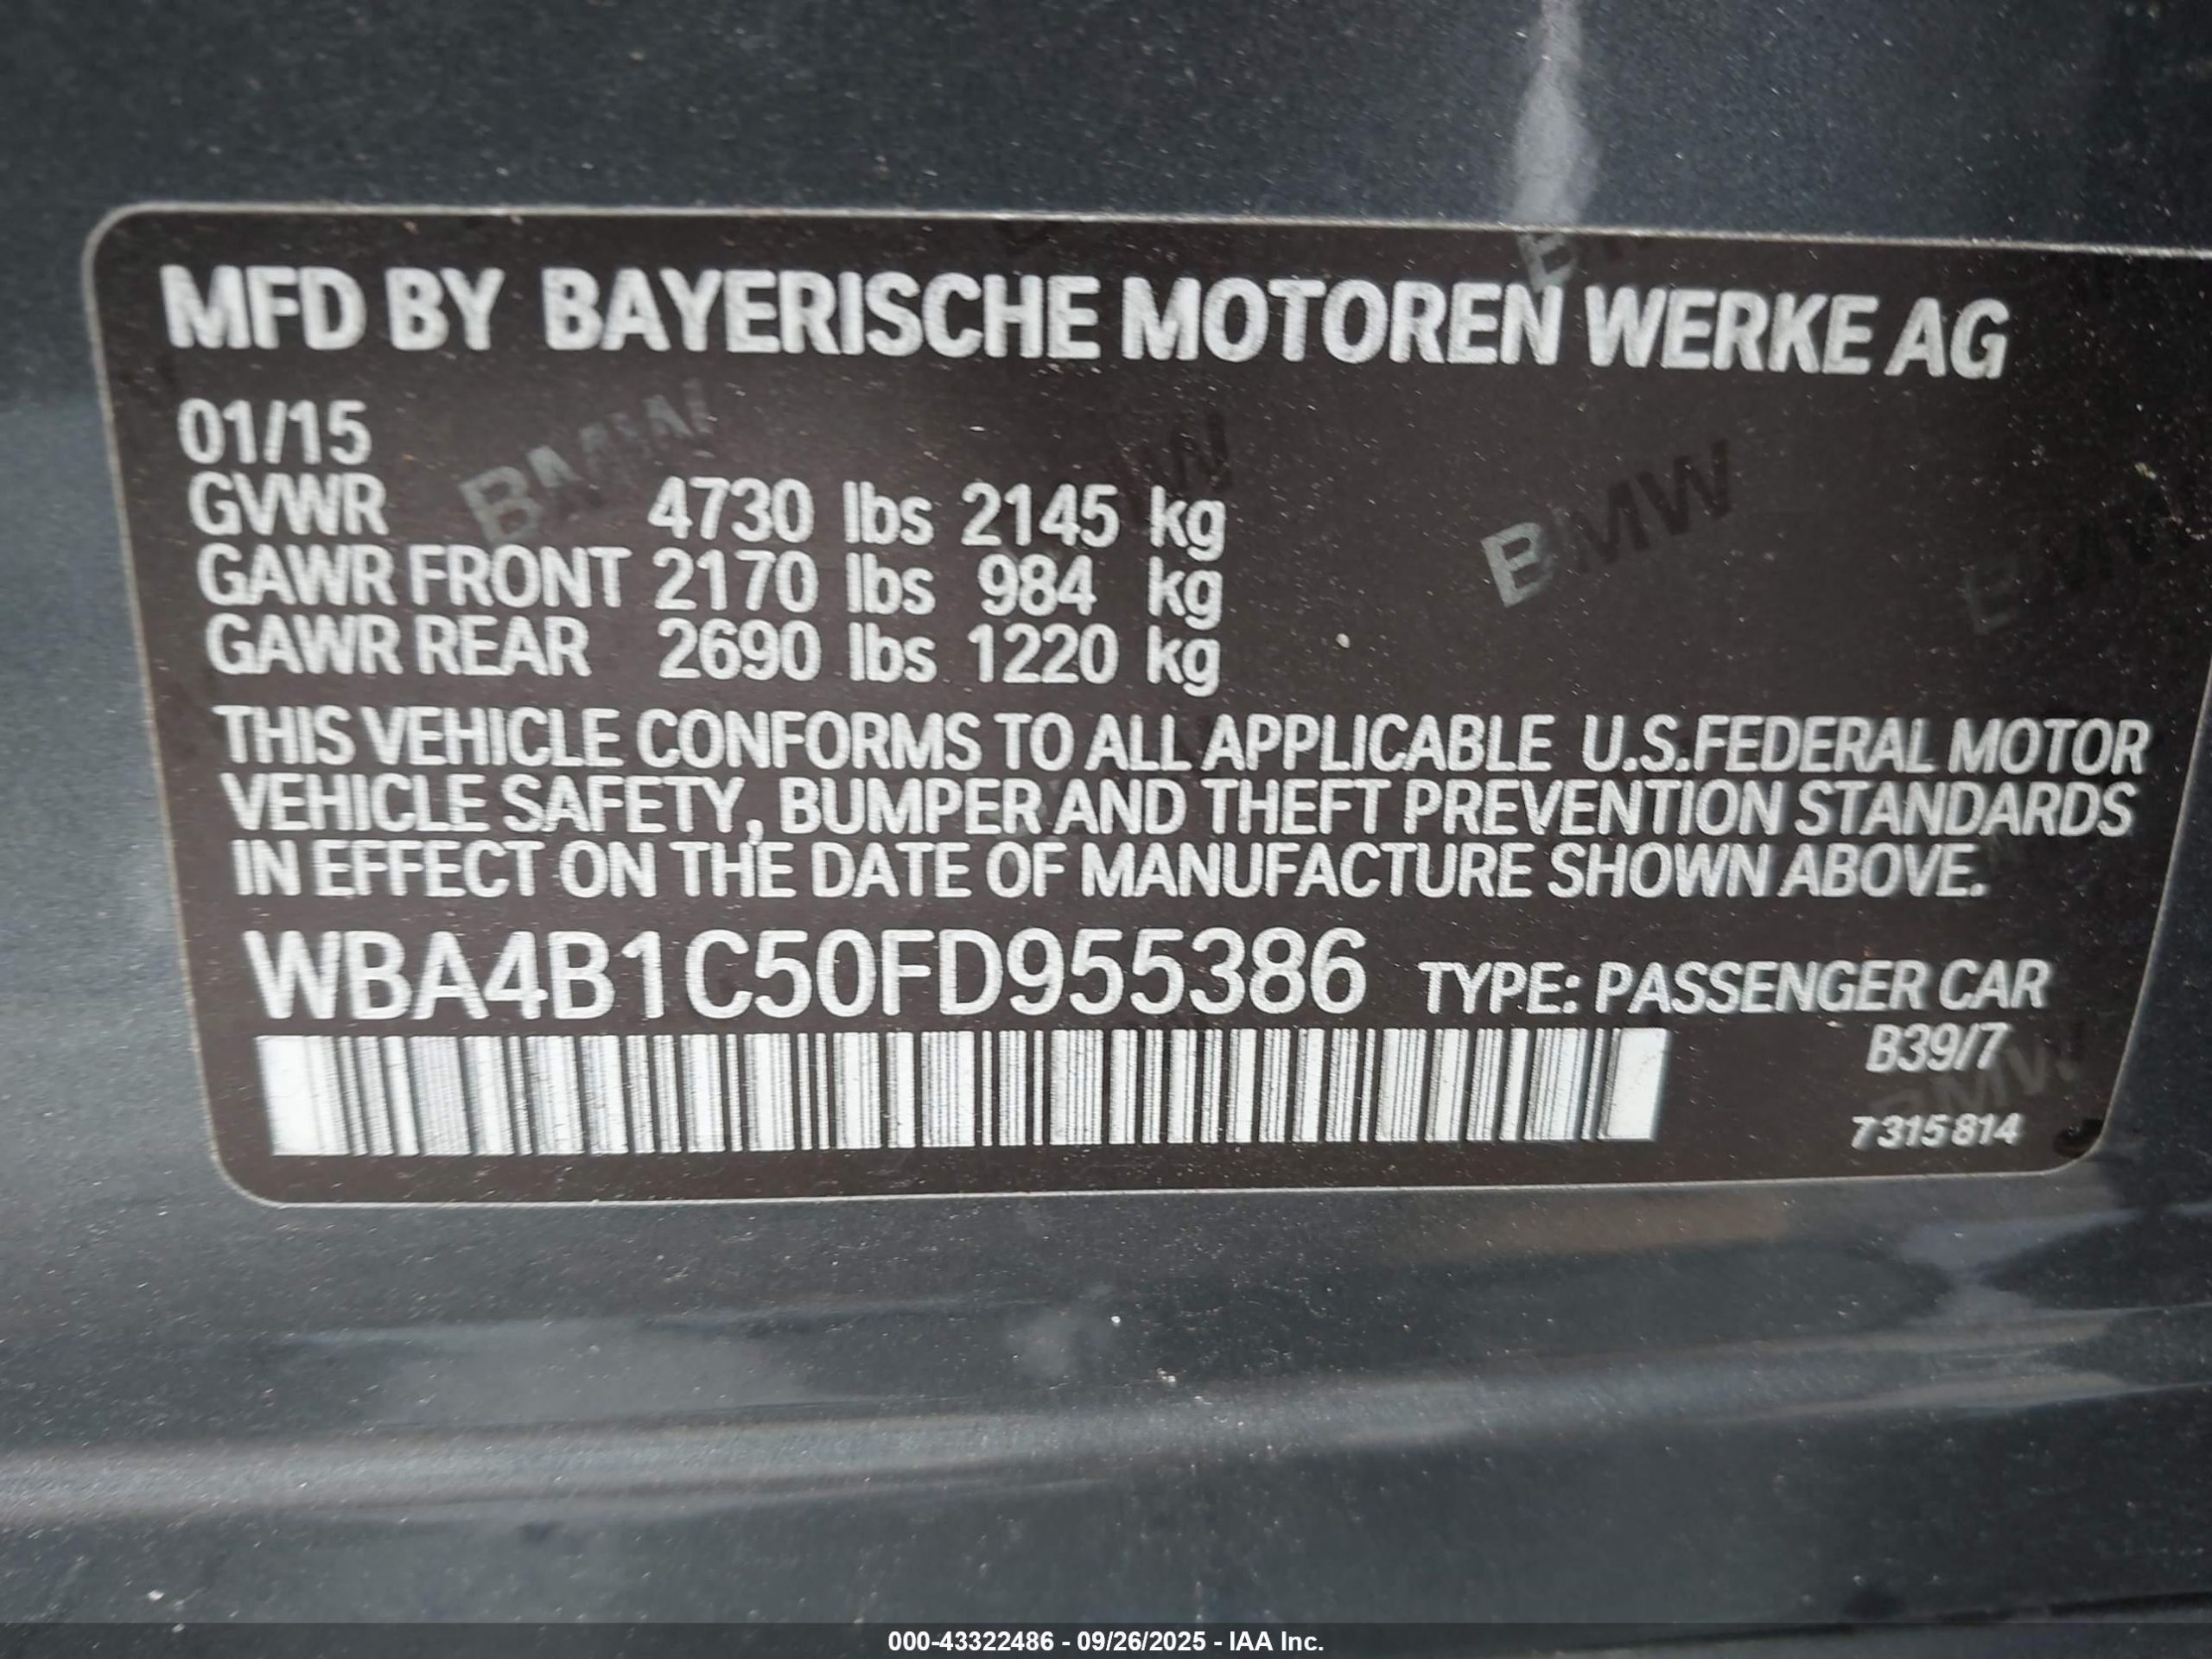 MFD BY BAYERISCHE MOTOREN WERKE AG
01/15
GVWR 4730 lbs 2145 kg
GAWR FRONT 2170 lbs 984 kg
GAWR REAR 2690 lbs 1220 kg
THIS VEHICLE CONFORMS TO ALL APPLICABLE U.S.FEDERAL MOTOR
VEHICLE SAFETY, BUMPER AND THEFT PREVENTION STANDARDS
IN EFFECT ON THE DATE OF MANUFACTURE SHOWN ABOVE.
WBA4B1C50FD955386 TYPE: PASSENGER CAR
B39/7
7315814
BMW
BMW
000-43322486 - 09/26/2025 - IAA Inc.